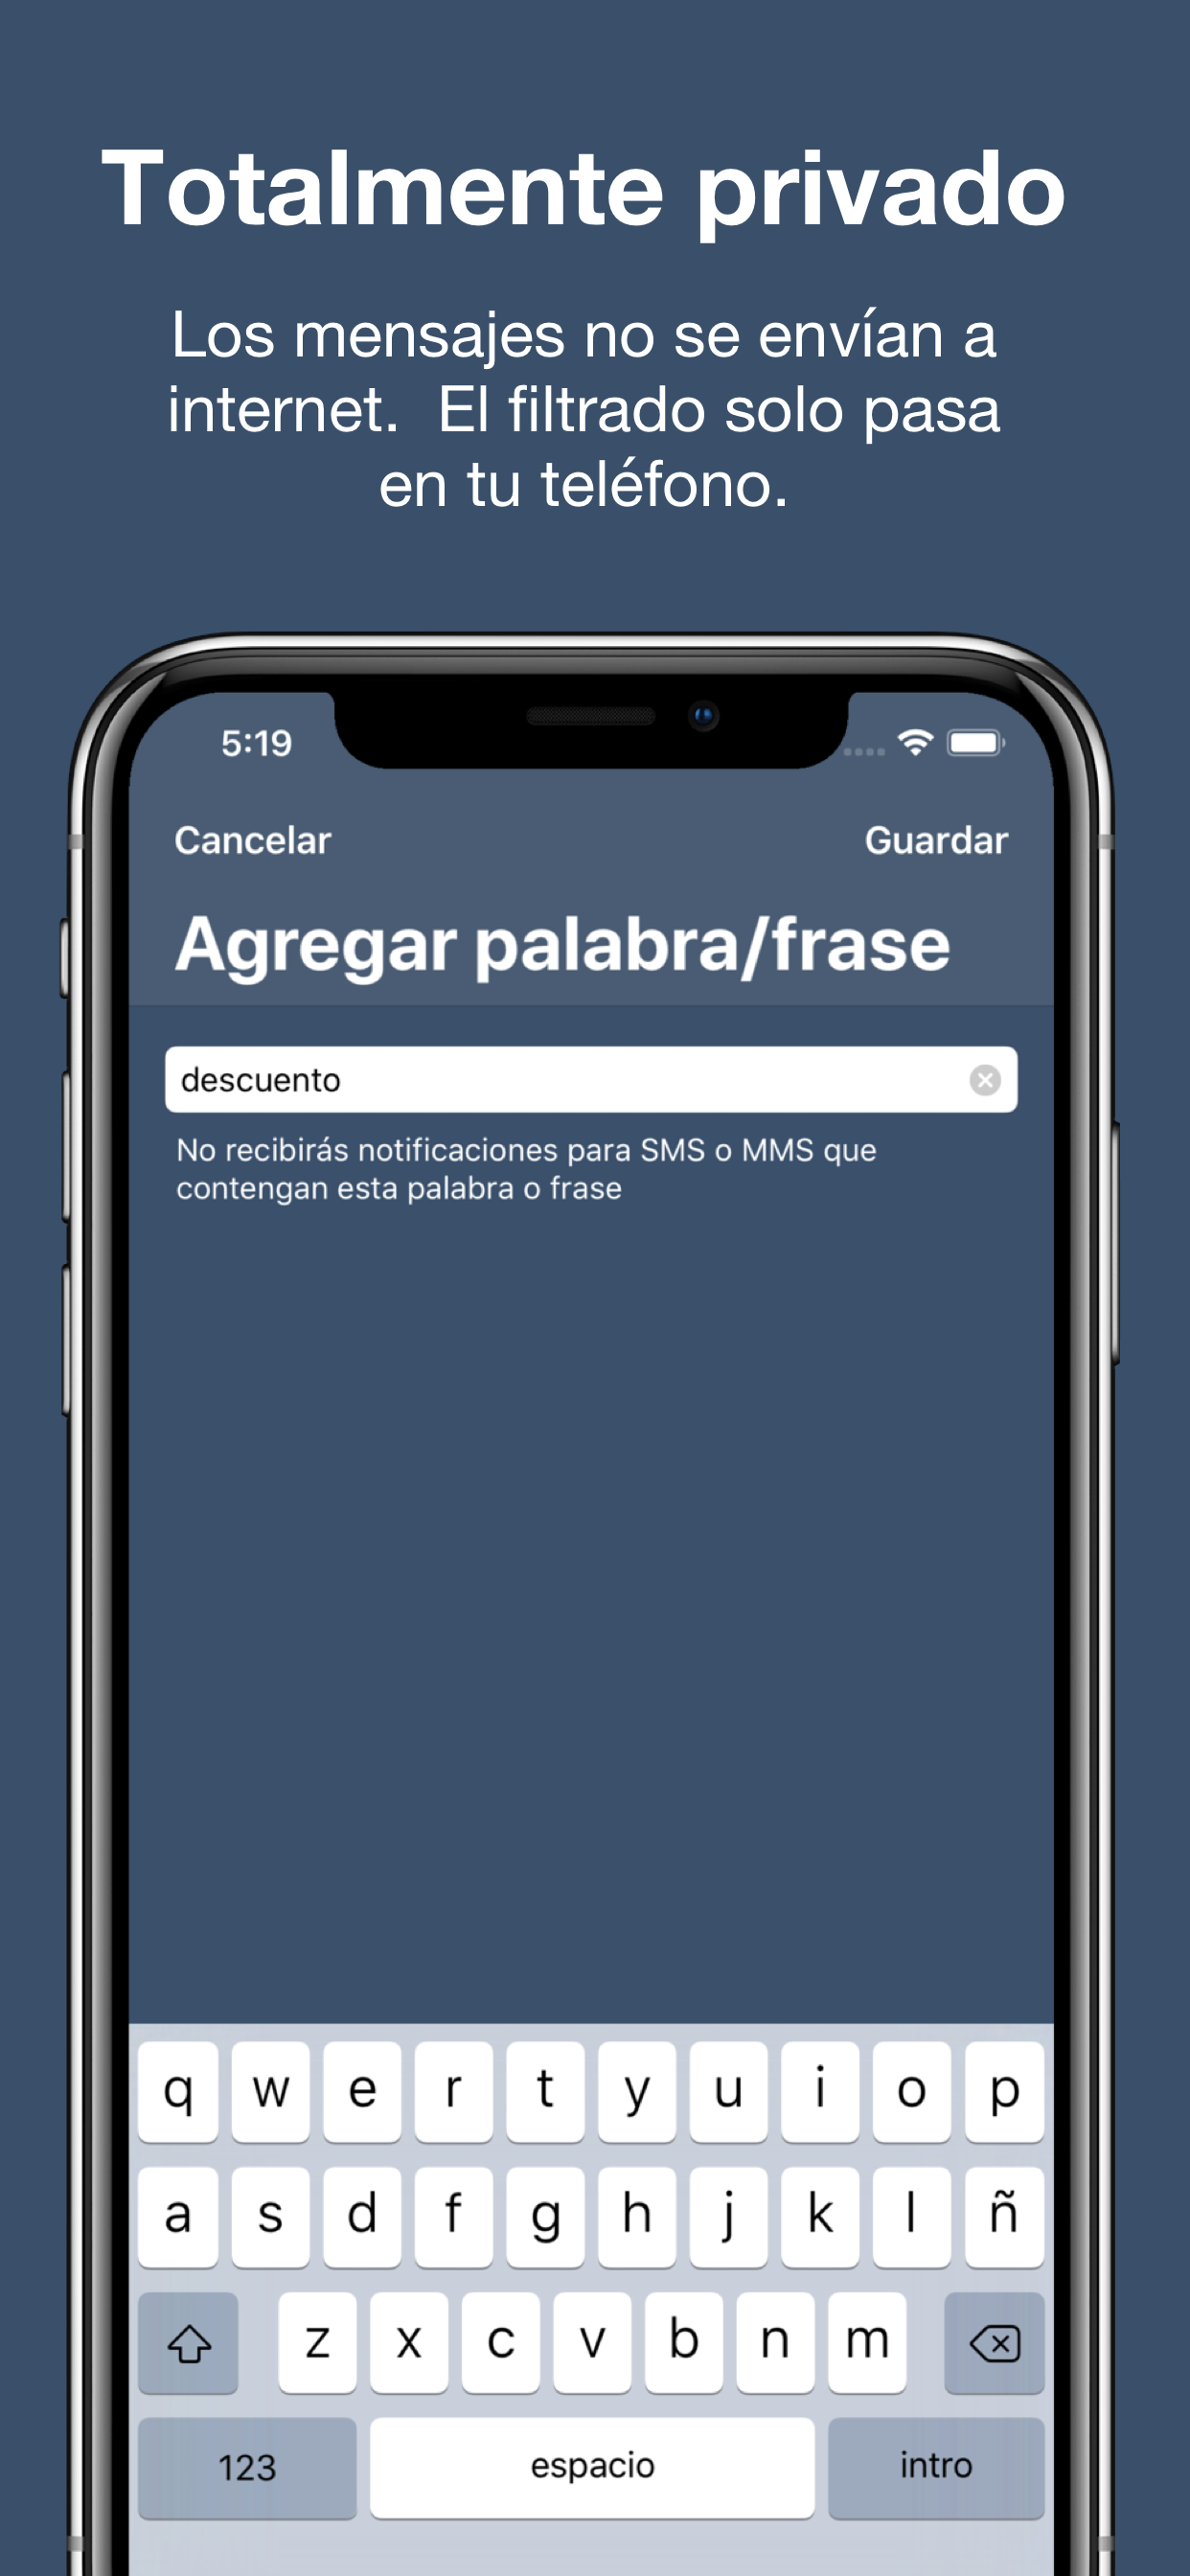 Totalmente privado
Los mensajes no se envían a
internet.  El filtrado solo pasa
en tu teléfono.
5:19
Cancelar
Guardar
Agregar palabra/frase
descuento
No recibirás notificaciones para SMS o MMS que
contengan esta palabra o frase
q w e r t y u i o p
a s d f g h j k l ñ
z x c v b n m
123 espacio intro